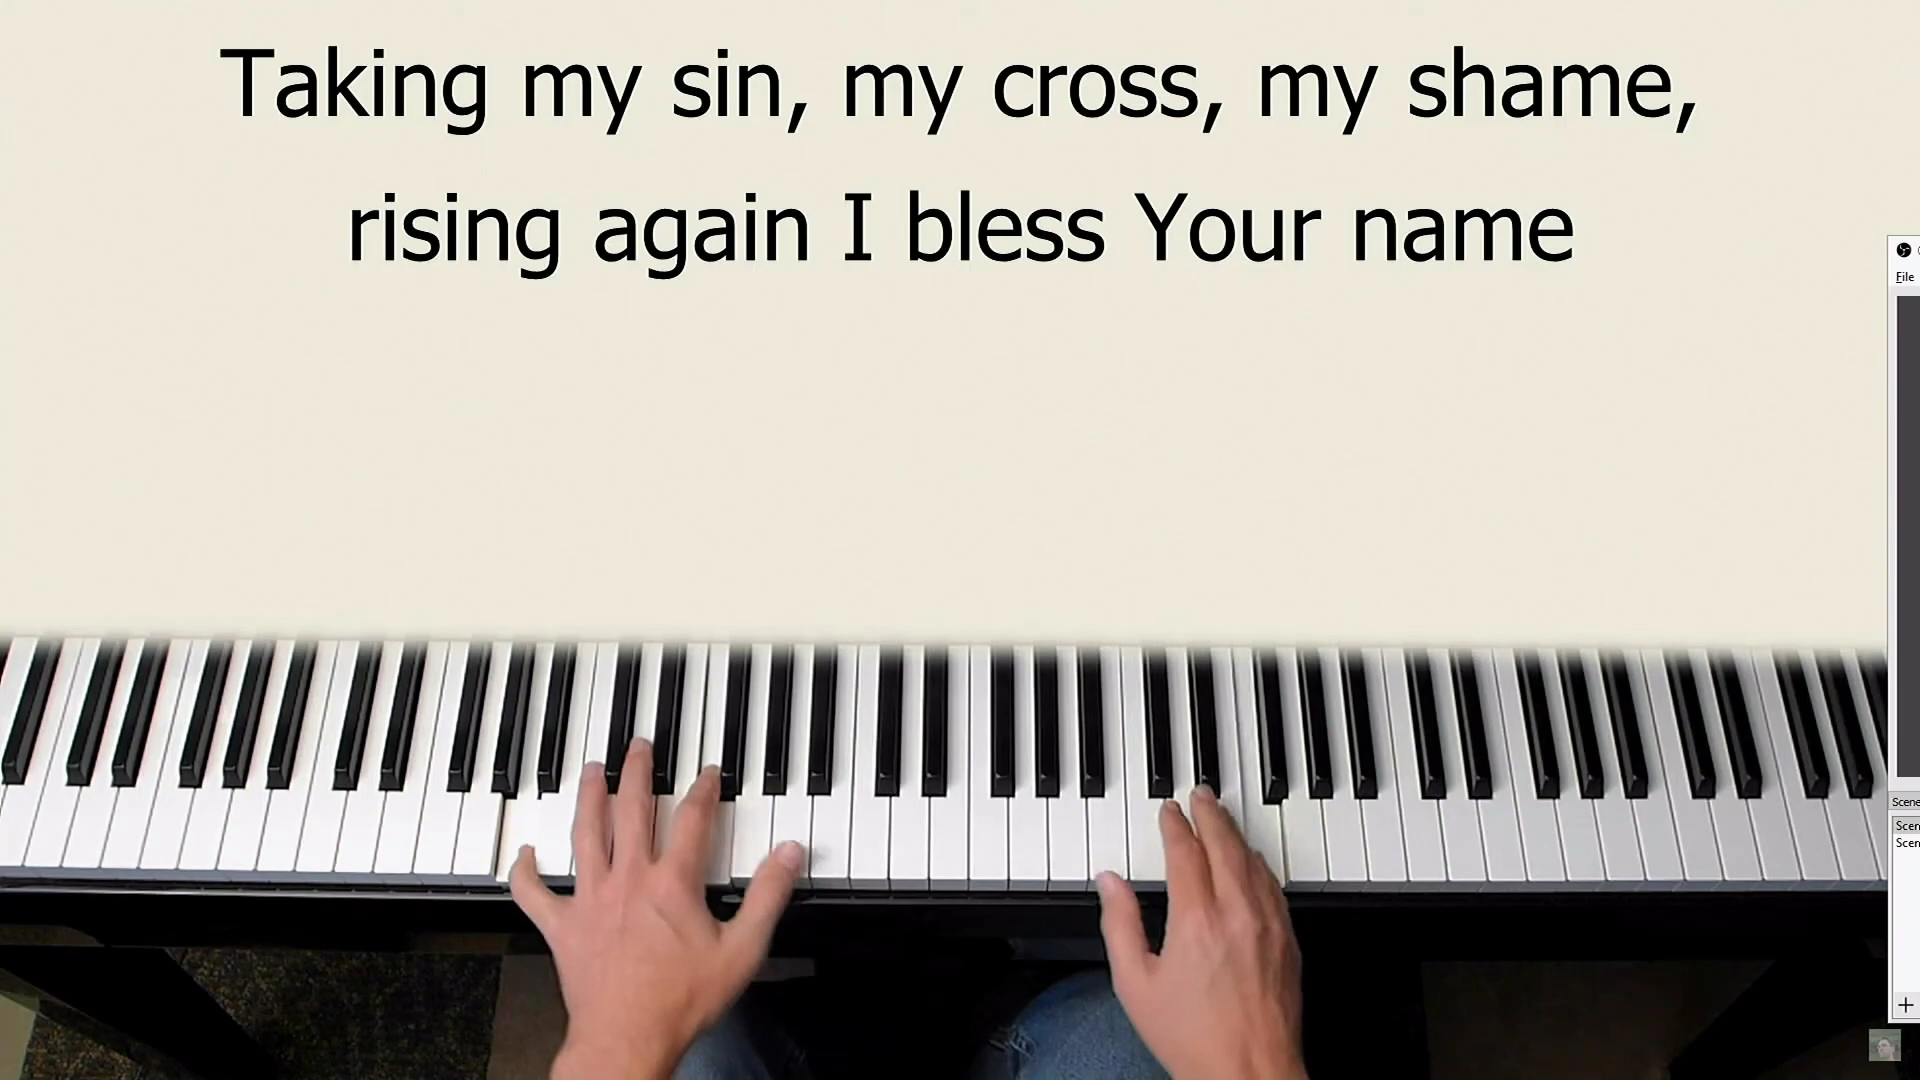 Taking my sin, my cross, my shame,
rising again I bless Your name
File
Scene
Scen
Scen